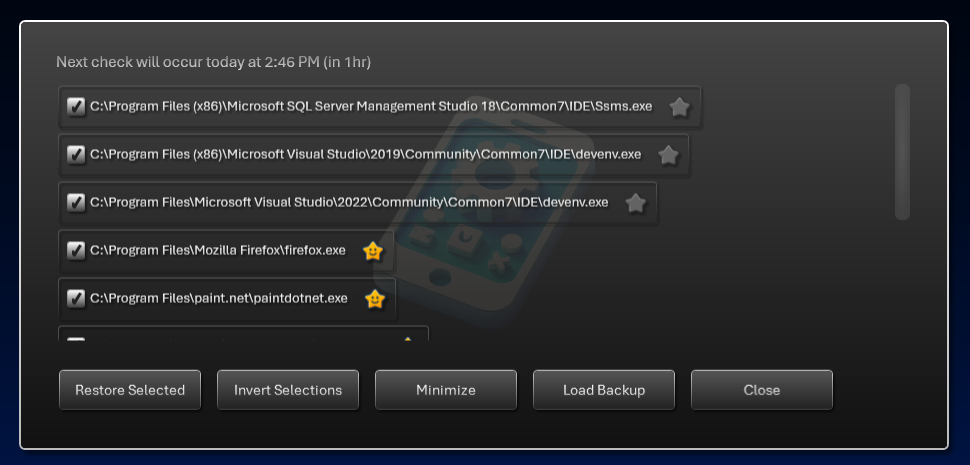 Next check will occur today at 2:46 PM (in 1hr)
C:\Program Files (x86)\Microsoft SQL Server Management Studio 18\Common7\IDE\Ssms.exe
C:\Program Files (x86)\Microsoft Visual Studio\2019\Community\Common7\IDE\devenv.exe
C:\Program Files\Microsoft Visual Studio\2022\Community\Common7\IDE\devenv.exe
C:\Program Files\Mozilla Firefox\firefox.exe
C:\Program Files\paint.net\paintdotnet.exe
Restore Selected
Invert Selections
Minimize
Load Backup
Close